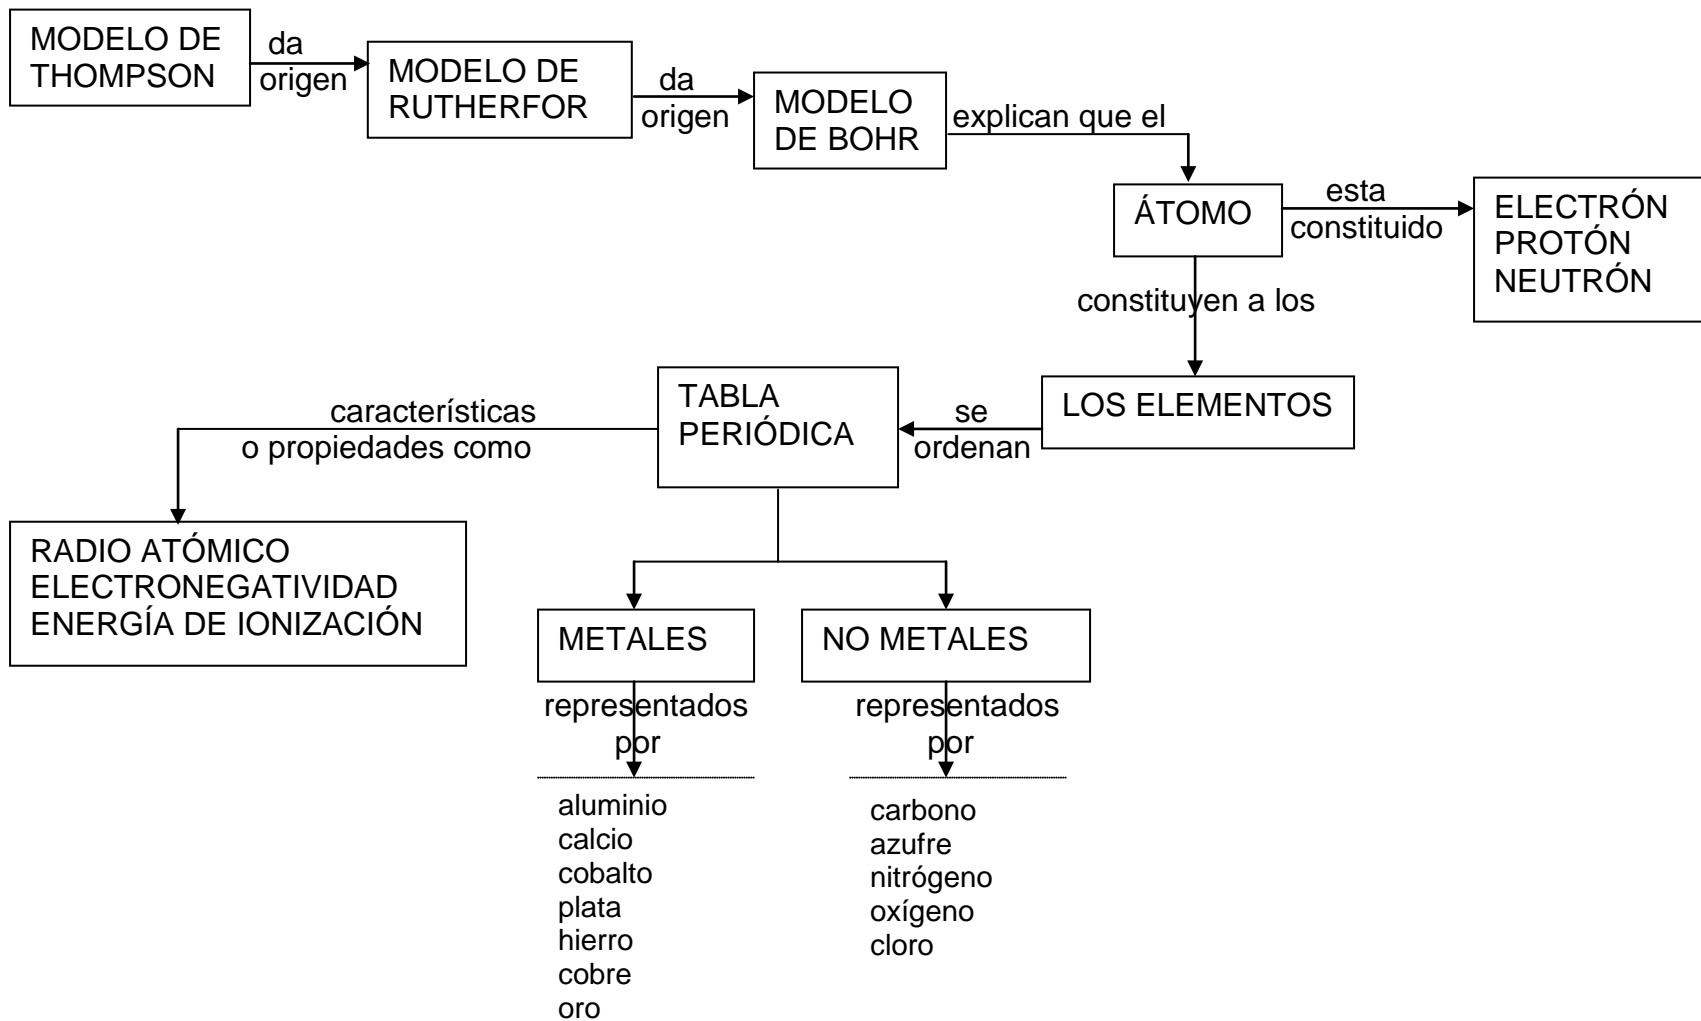 MODELO DE
THOMPSON
da
origen
MODELO DE
RUTHERFOR
da
origen
MODELO
DE BOHR
explican que el
ÁTOMO
esta
constituido
ELECTRÓN
PROTÓN
NEUTRÓN
constituyen a los
LOS ELEMENTOS
se
ordenan
TABLA
PERIÓDICA
características
o propiedades como
RADIO ATÓMICO
ELECTRONEGATIVIDAD
ENERGÍA DE IONIZACIÓN
METALES
representados
por
aluminio
calcio
cobalto
plata
hierro
cobre
oro
NO METALES
representados
por
carbono
azufre
nitrógeno
oxígeno
cloro